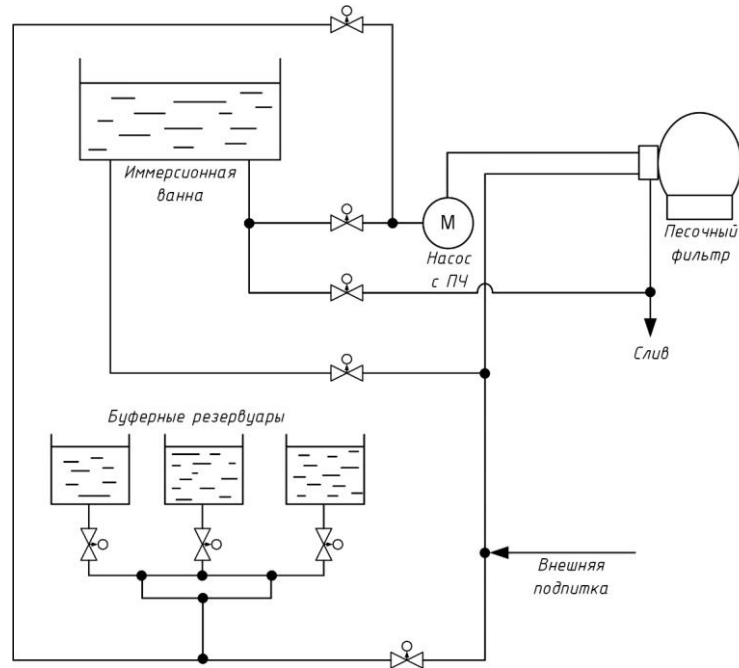 Иммерсионная
ванна
М
Насос
с ПЧ
Песочный
фильтр
Слив
Буферные резервуары
Внешняя
подпитка